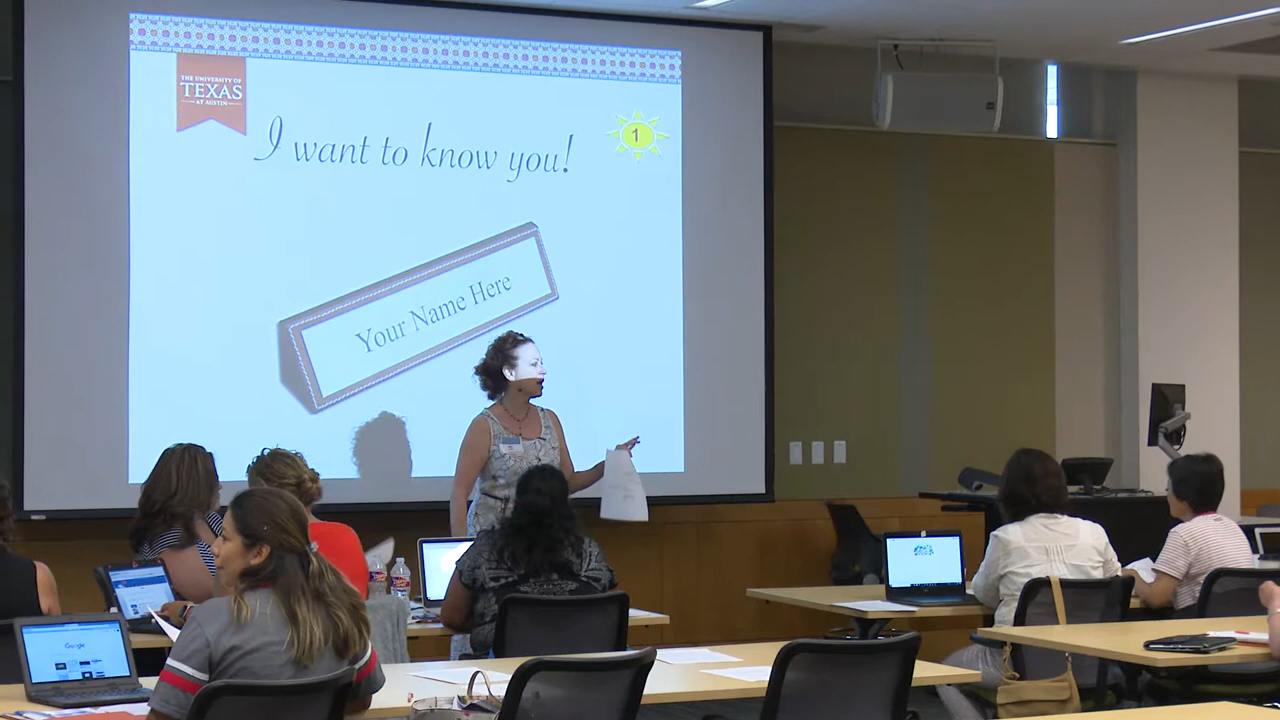 THE UNIVERSITY OF
TEXAS
AT AUSTIN
I want to know you!
1
Your Name Here
Google